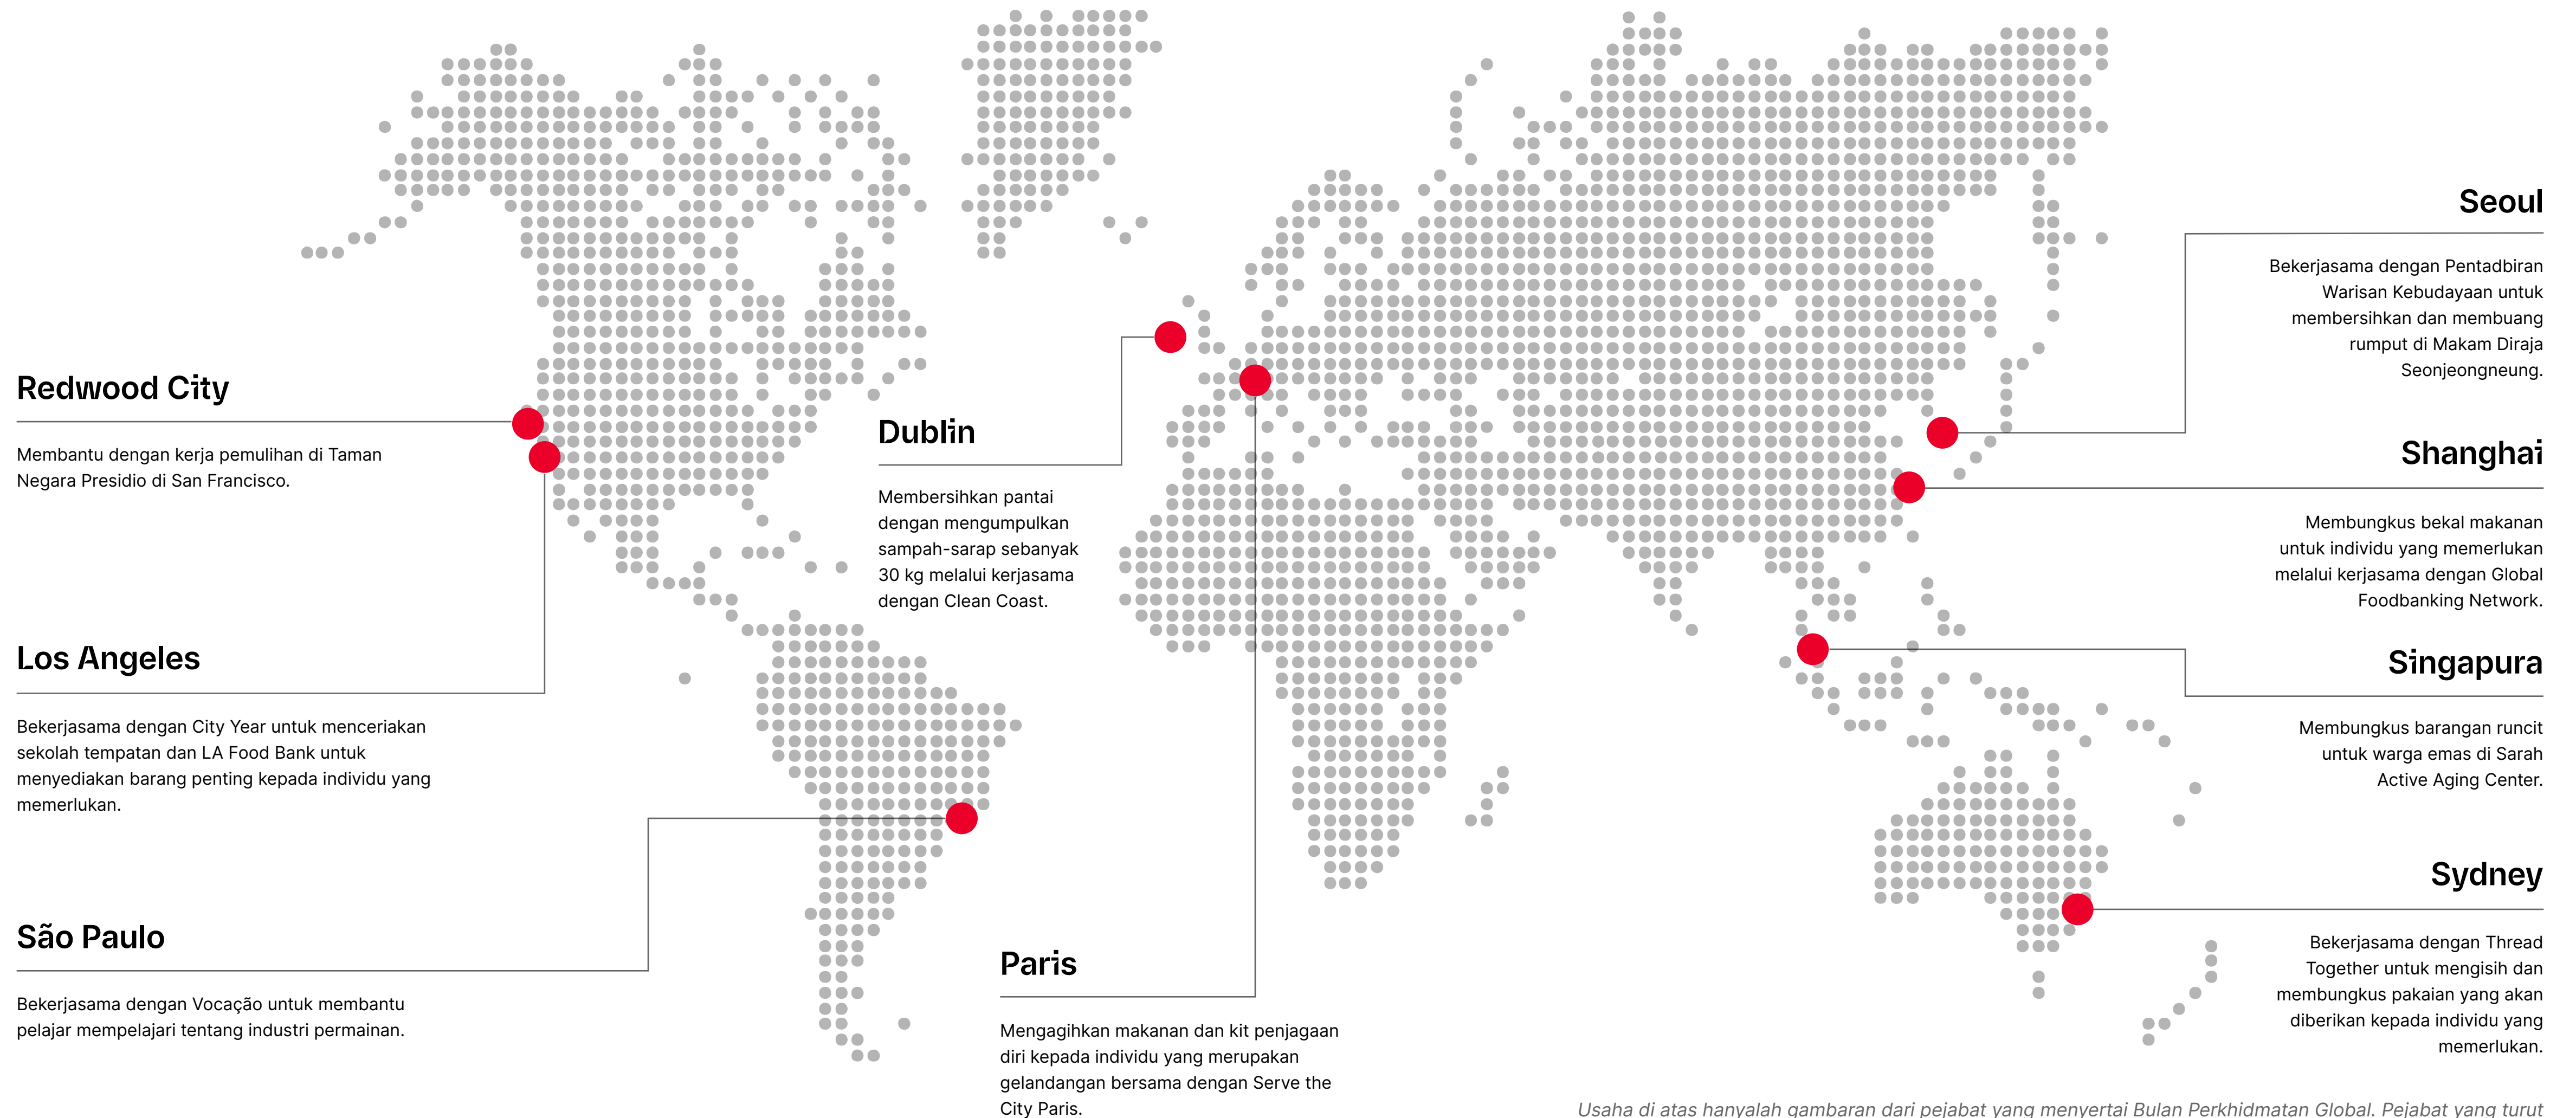 Redwood City
Membantu dengan kerja pemulihan di Taman
Negara Presidio di San Francisco.
Los Angeles
Bekerjasama dengan City Year untuk menceriakan
sekolah tempatan dan LA Food Bank untuk
menyediakan barang penting kepada individu yang
memerlukan.
São Paulo
Bekerjasama dengan Vocação untuk membantu
pelajar mempelajari tentang industri permainan.
Dublin
Membersihkan pantai
dengan mengumpulkan
sampah-sarap sebanyak
30 kg melalui kerjasama
dengan Clean Coast.
Paris
Mengagihkan makanan dan kit penjagaan
diri kepada individu yang merupakan
gelandangan bersama dengan Serve the
City Paris.
Seoul
Bekerjasama dengan Pentadbiran
Warisan Kebudayaan untuk
membersihkan dan membuang
rumput di Makam Diraja
Seonjeongneung.
Shanghai
Membungkus bekal makanan
untuk individu yang memerlukan
melalui kerjasama dengan Global
Foodbanking Network.
Singapura
Membungkus barangan runcit
untuk warga emas di Sarah
Active Aging Center.
Sydney
Bekerjasama dengan Thread
Together untuk mengisih dan
membungkus pakaian yang akan
diberikan kepada individu yang
memerlukan.
Usaha di atas hanyalah gambaran dari pejabat yang menyertai Bulan Perkhidmatan Global. Pejabat yang turut